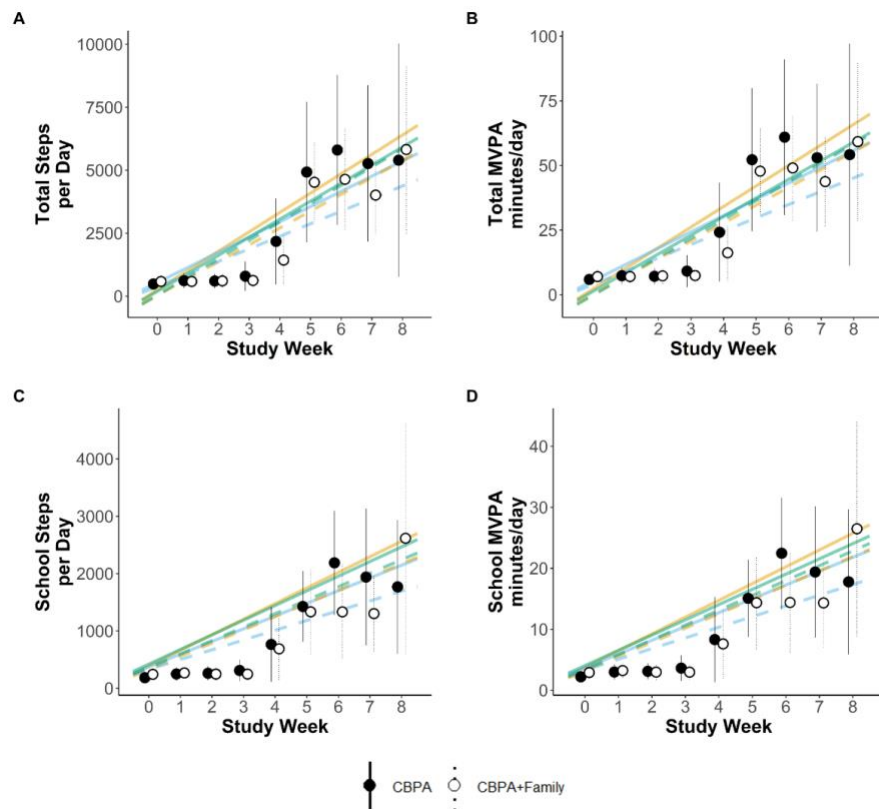 A
Total Steps
per Day
10000
7500
5000
2500
0
0 1 2 3 4 5 6 7 8
Study Week
B
Total MVPA
minutes/day
100
75
50
25
0
0 1 2 3 4 5 6 7 8
Study Week
C
School Steps
per Day
4000
3000
2000
1000
0
0 1 2 3 4 5 6 7 8
Study Week
D
School MVPA
minutes/day
40
30
20
10
0
0 1 2 3 4 5 6 7 8
Study Week
CBPA CBPA+Family